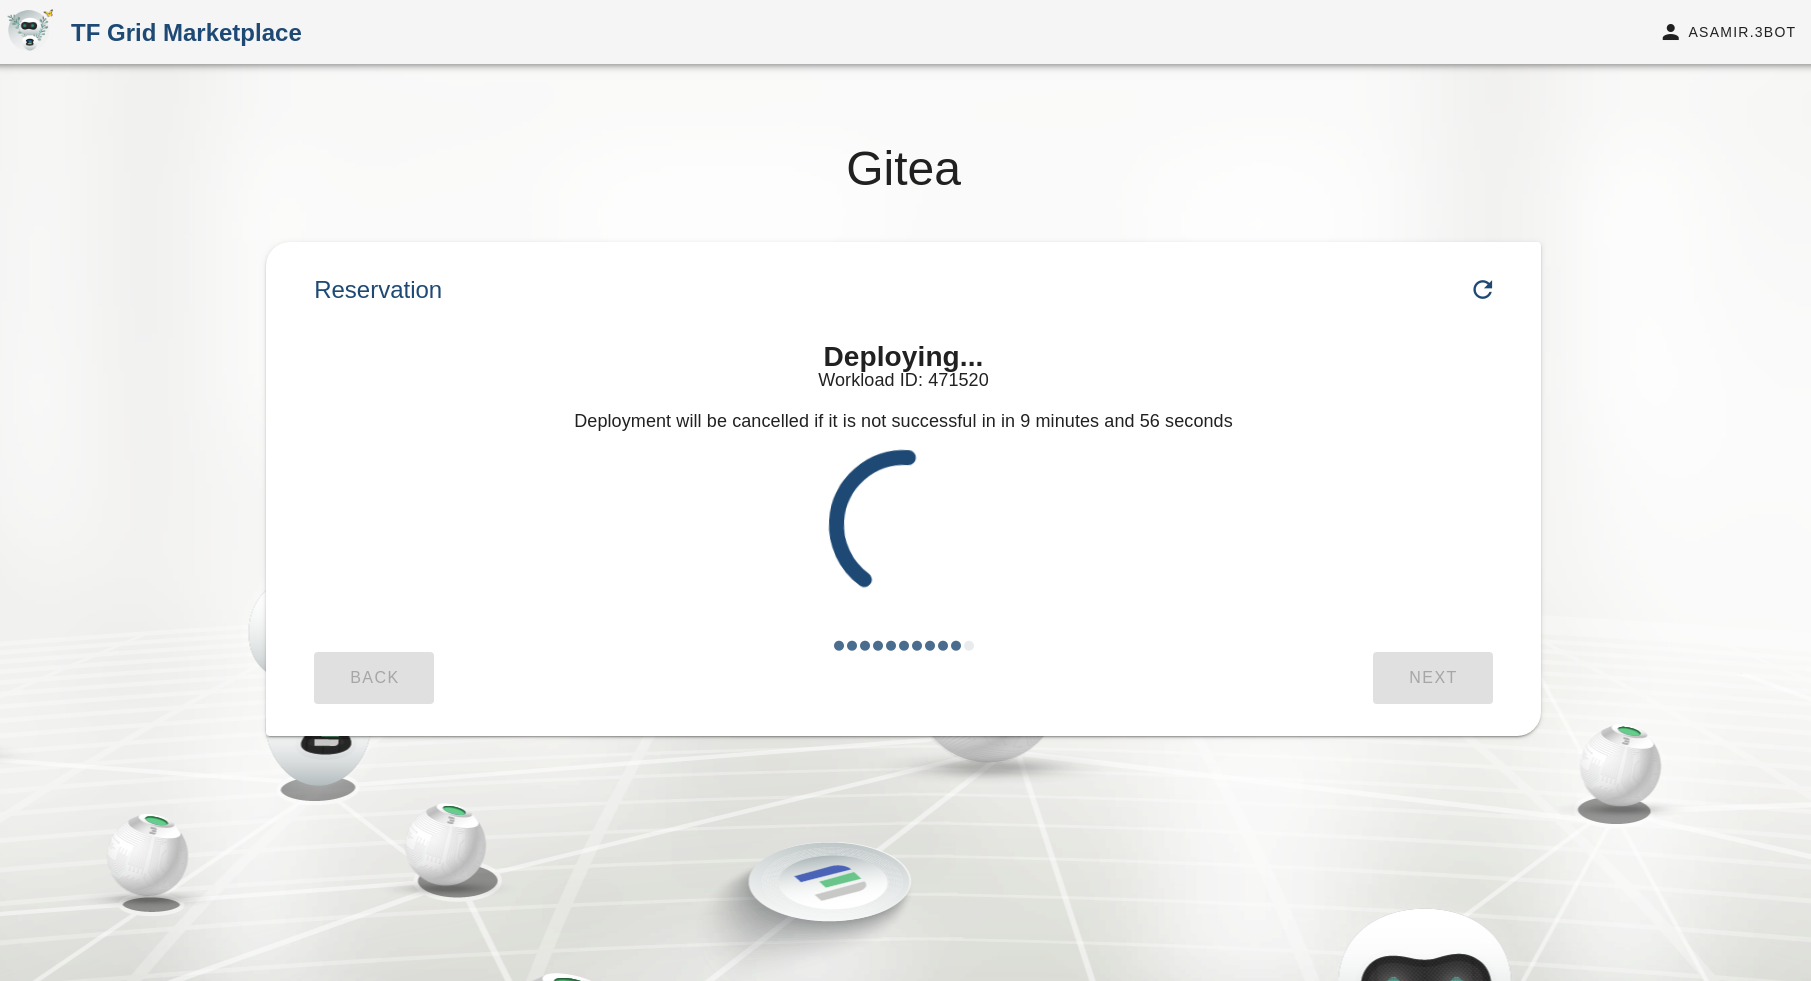 TF Grid Marketplace
ASAMIR.3BOT
Gitea
Reservation
Deploying...
Workload ID: 471520
Deployment will be cancelled if it is not successful in in 9 minutes and 56 seconds
BACK
NEXT